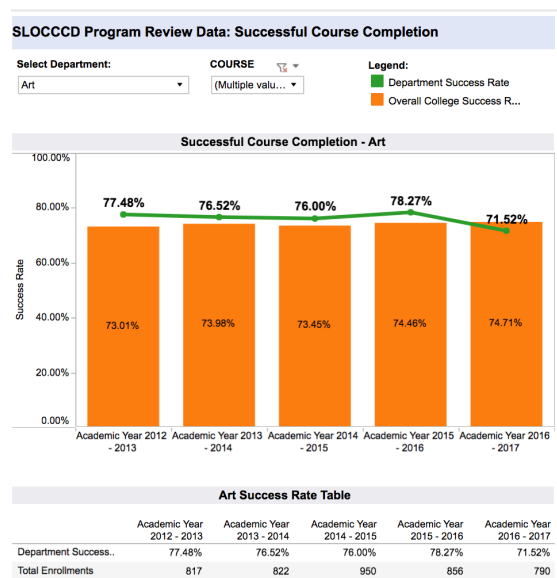 SLOCCCD Program Review Data: Successful Course Completion
Select Department:
Art
COURSE
(Multiple valu...
Legend:
Department Success Rate
Overall College Success R...
Successful Course Completion - Art
Success Rate
100.00%
80.00%
60.00%
40.00%
20.00%
0.00%
77.48% 76.52% 76.00% 78.27% 71.52%
73.01% 73.98% 73.45% 74.46% 74.71%
Academic Year 2012 Academic Year 2013 Academic Year 2014 Academic Year 2015 Academic Year 2016
- 2013 - 2014 - 2015 - 2016 - 2017
Art Success Rate Table
Academic Year Academic Year Academic Year Academic Year Academic Year
2012 - 2013 2013 - 2014 2014 - 2015 2015 - 2016 2016 - 2017
Department Success.. 77.48% 76.52% 76.00% 78.27% 71.52%
Total Enrollments 817 822 950 856 790